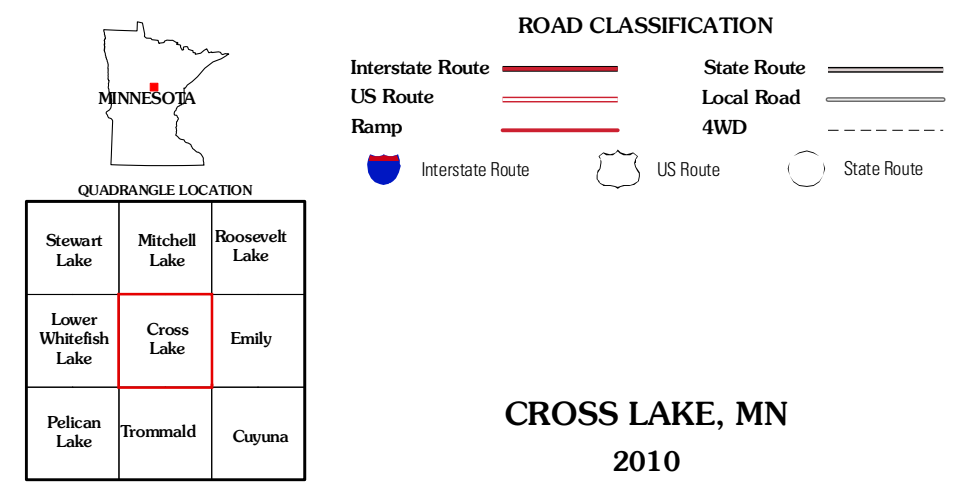 MINNESOTA
QUADRANGLE LOCATION
Stewart
Lake
Mitchell
Lake
Roosevelt
Lake
Lower
Whitefish
Lake
Cross
Lake
Emily
Pelican
Lake
Trommald
Cuyuna
ROAD CLASSIFICATION
Interstate Route
State Route
US Route
Local Road
Ramp
4WD
Interstate Route
US Route
State Route
CROSS LAKE, MN
2010